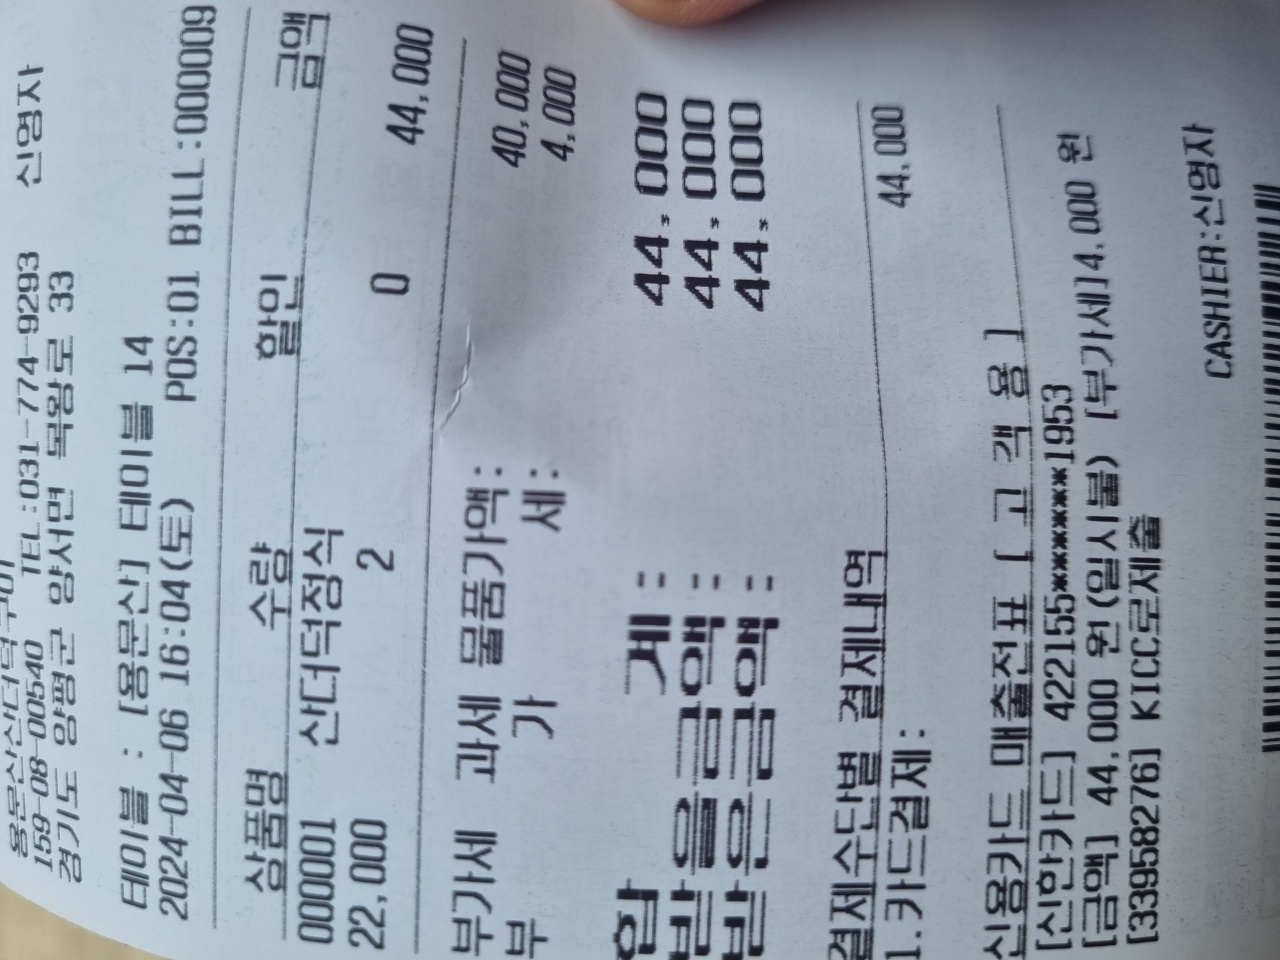 용문산산더덕구이
159-08-00540 TEL:031-774-9293 신영자
경기도 양평군 양서면 목왕로 33
테이블 : [용문산] 테이블 14
2024-04-06 16:04(토) POS:01 BILL:000009
상품명 수량 할인 금액
000001 산더덕정식
22,000 2 0 44,000
부가세 과세 물품가액: 40,000
부 가 세: 4,000
합 계: 44,000
받을금액: 44,000
받은금액: 44,000
결제수단별 결제내역
1.카드결제: 44,000
신용카드 매출전표 [ 고 객 용 ]
[신한카드] 422155******1953
[금액] 44,000 원(일시불) [부가세]4,000 원
[33958276] KICC로제출
CASHIER:신영자